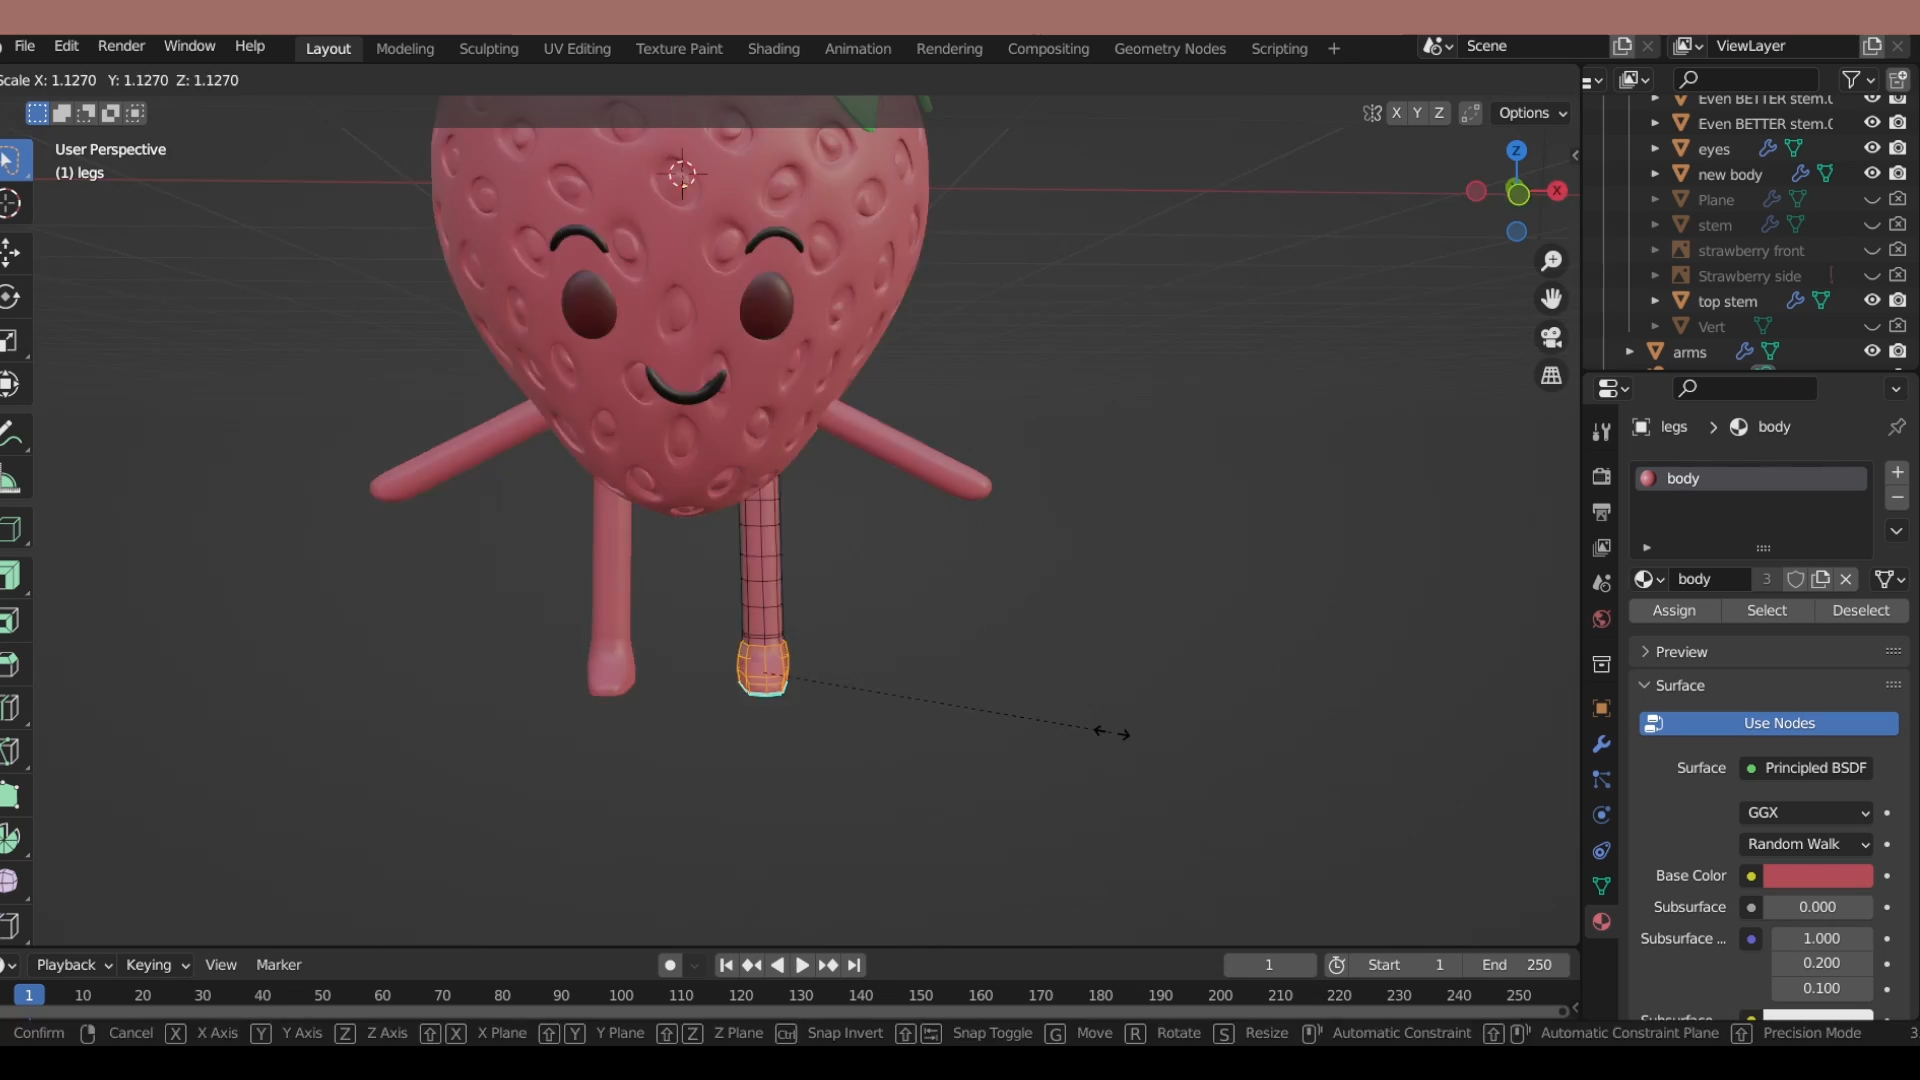 File Edit Render Window Help Layout Modeling Sculpting UV Editing Texture Paint Shading Animation Rendering Compositing Geometry Nodes Scripting + Scene ViewLayer
Scale X: 1.1270 Y: 1.1270 Z: 1.1270
X Y Z Options
User Perspective
(1) legs
Z
X
Even BETTER stem.0
Even BETTER stem.0
eyes
new body
Plane
stem
strawberry front
Strawberry side
top stem
Vert
arms
legs > body
body
body 3
Assign Select Deselect
Preview
Surface
Use Nodes
Surface Principled BSDF
GGX
Random Walk
Base Color
Subsurface 0.000
Subsurface ... 1.000
0.200
0.100
Playback Keying View Marker 1 Start 1 End 250
1 10 20 30 40 50 60 70 80 90 100 110 120 130 140 150 160 170 180 190 200 210 220 230 240 250
Confirm Cancel X X Axis Y Y Axis Z Z Axis X X Plane Y Y Plane Z Z Plane Ctrl Snap Invert Snap Toggle G Move R Rotate S Resize Automatic Constraint Automatic Constraint Plane Precision Mode 3